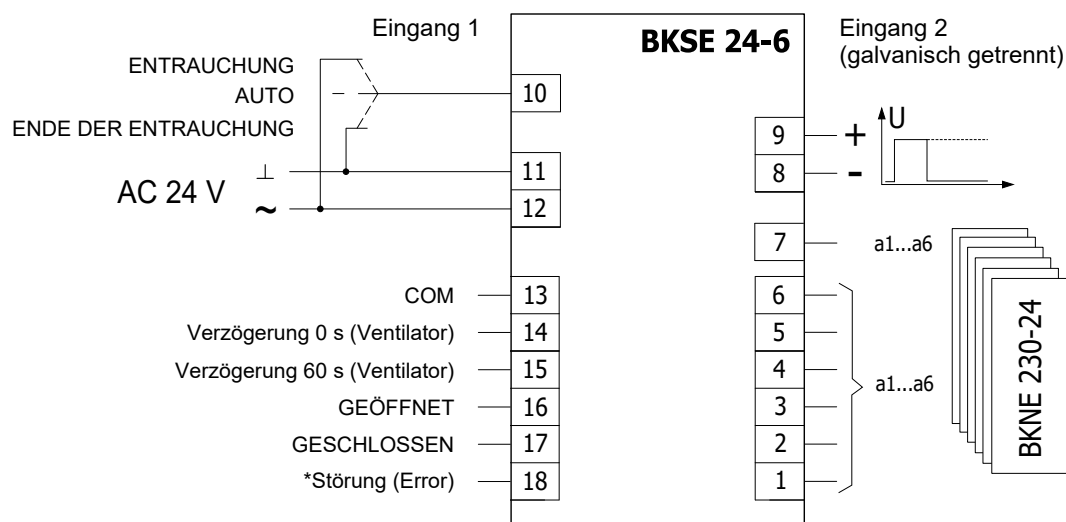 Eingang 1
BKSE 24-6
Eingang 2
(galvanisch getrennt)
ENTRAUCHUNG
AUTO
ENDE DER ENTRAUCHUNG
10
11
12
⊥
AC 24 V
~
9
+
8
-
U
7
a1...a6
COM
13
Verzögerung 0 s (Ventilator)
14
Verzögerung 60 s (Ventilator)
15
GEÖFFNET
16
GESCHLOSSEN
17
*Störung (Error)
18
6
5
4
3
2
1
a1...a6
BKNE 230-24